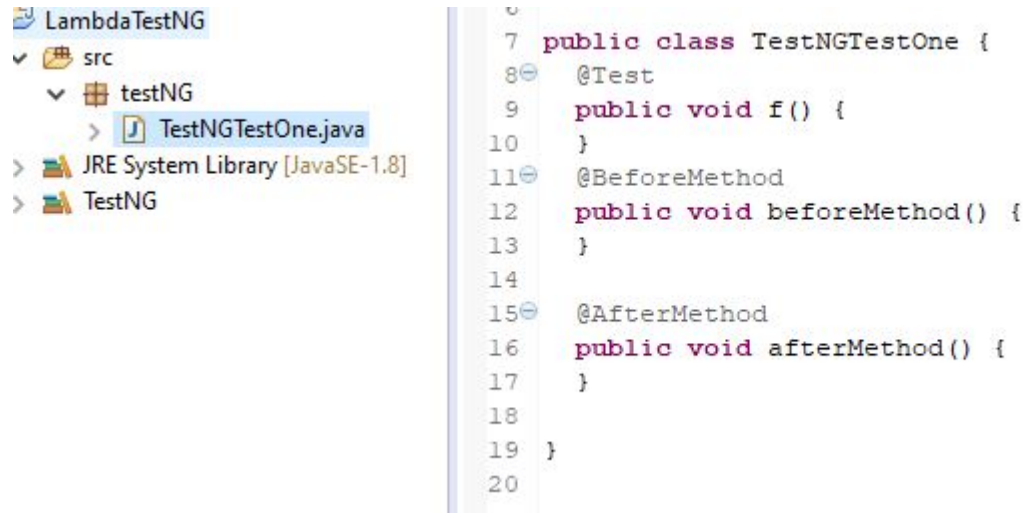 LambdaTestNG
src
testNG
TestNGTestOne.java
JRE System Library [JavaSE-1.8]
TestNG
7 public class TestNGTestOne {
8 @Test
9 public void f() {
10 }
11 @BeforeMethod
12 public void beforeMethod() {
13 }
14
15 @AfterMethod
16 public void afterMethod() {
17 }
18
19 }
20